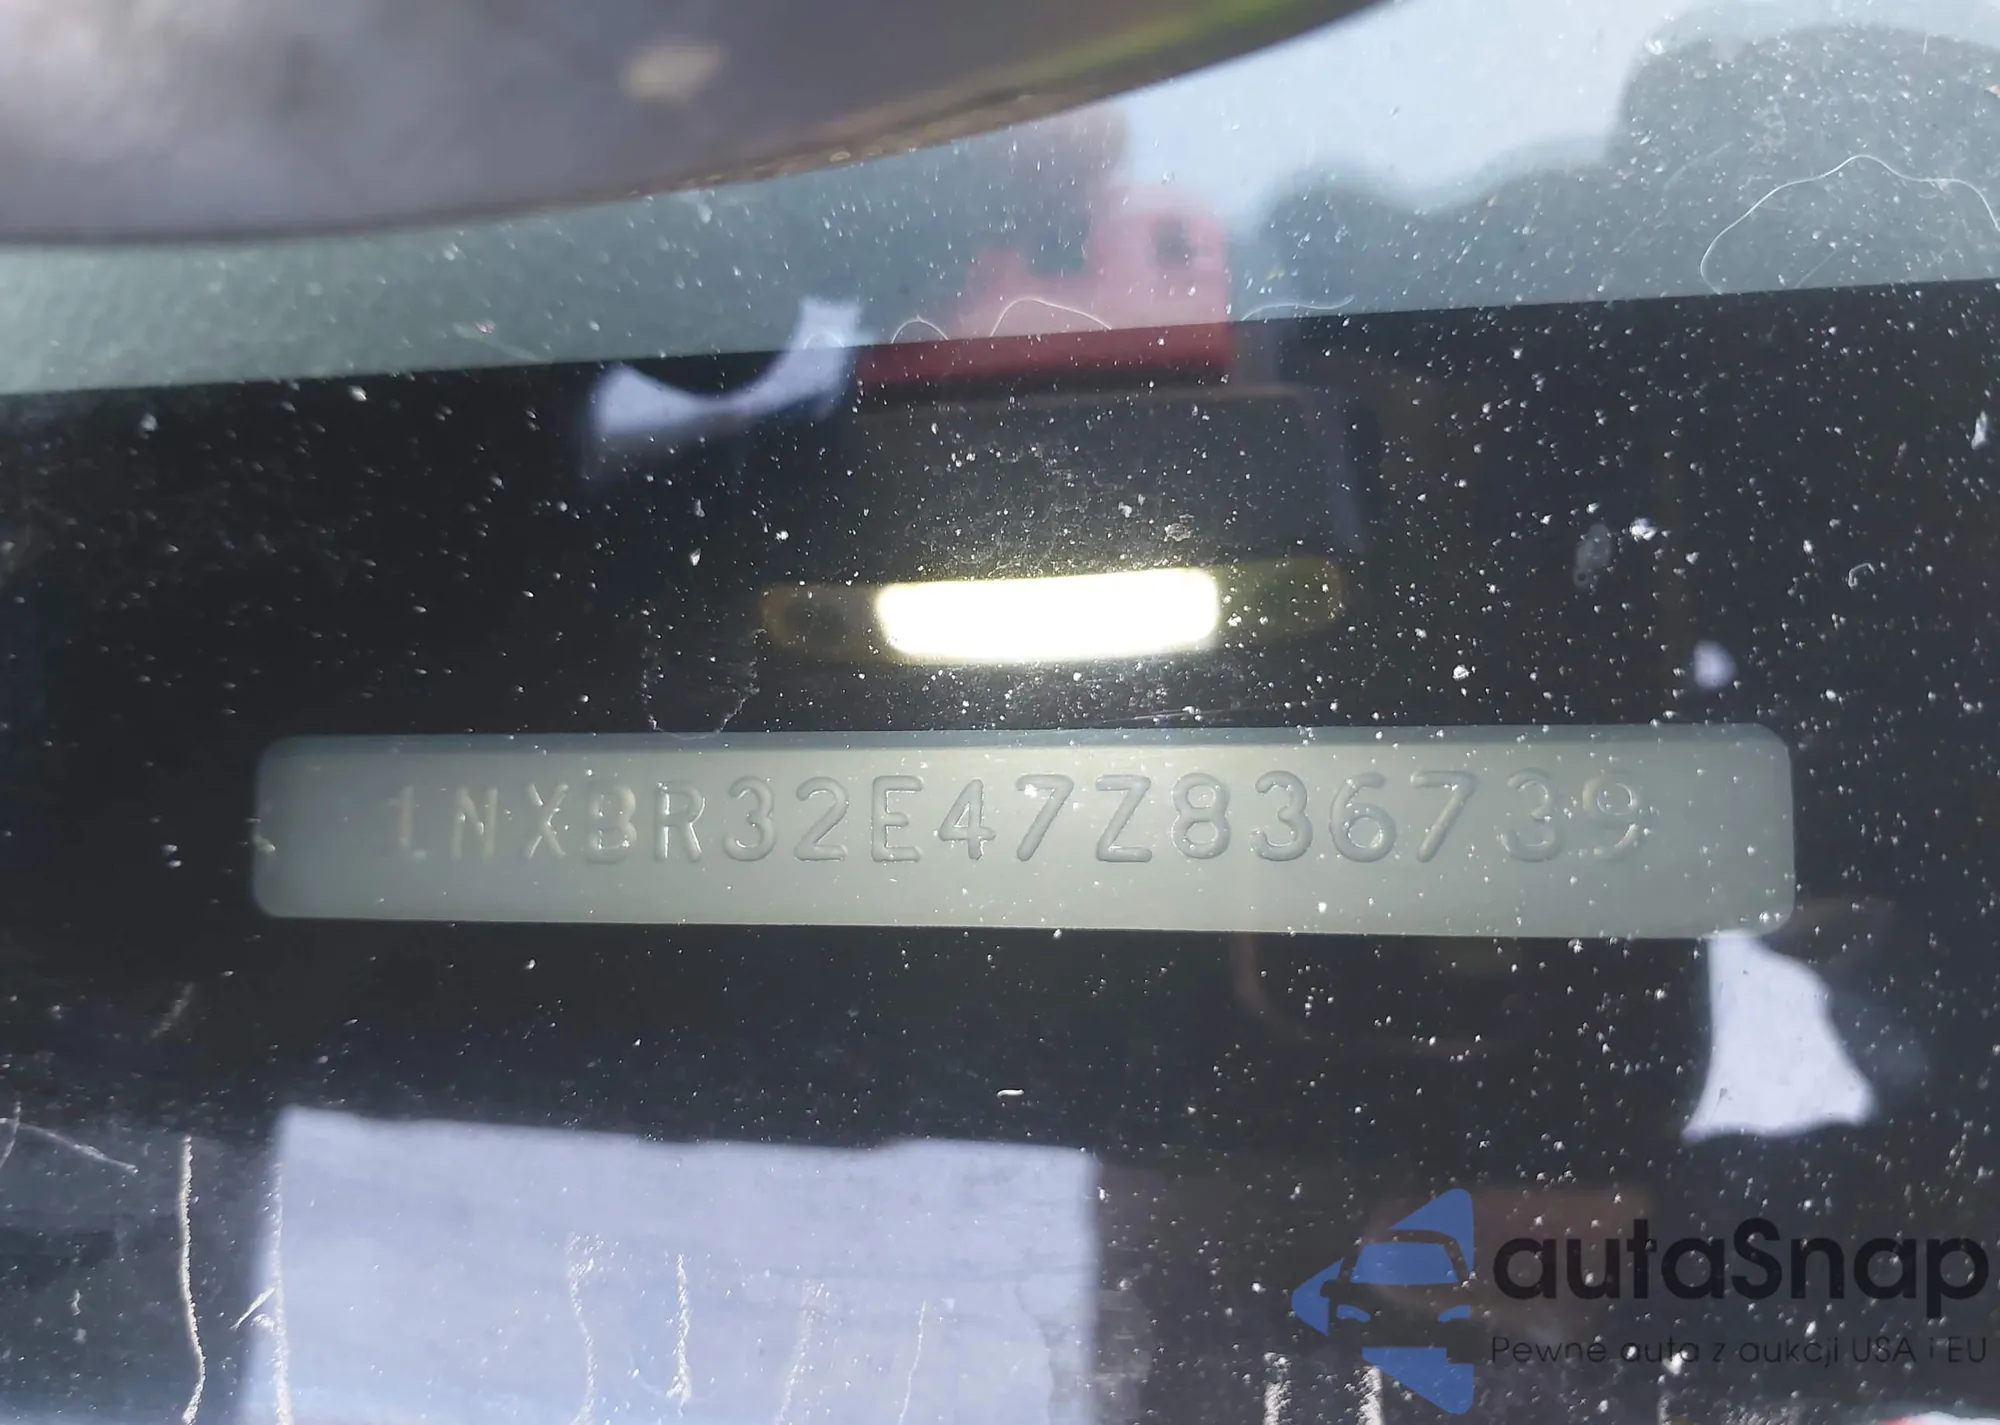 1NXBR32E47Z836739
autaSnap
Pewne auta z aukcji USA i EU